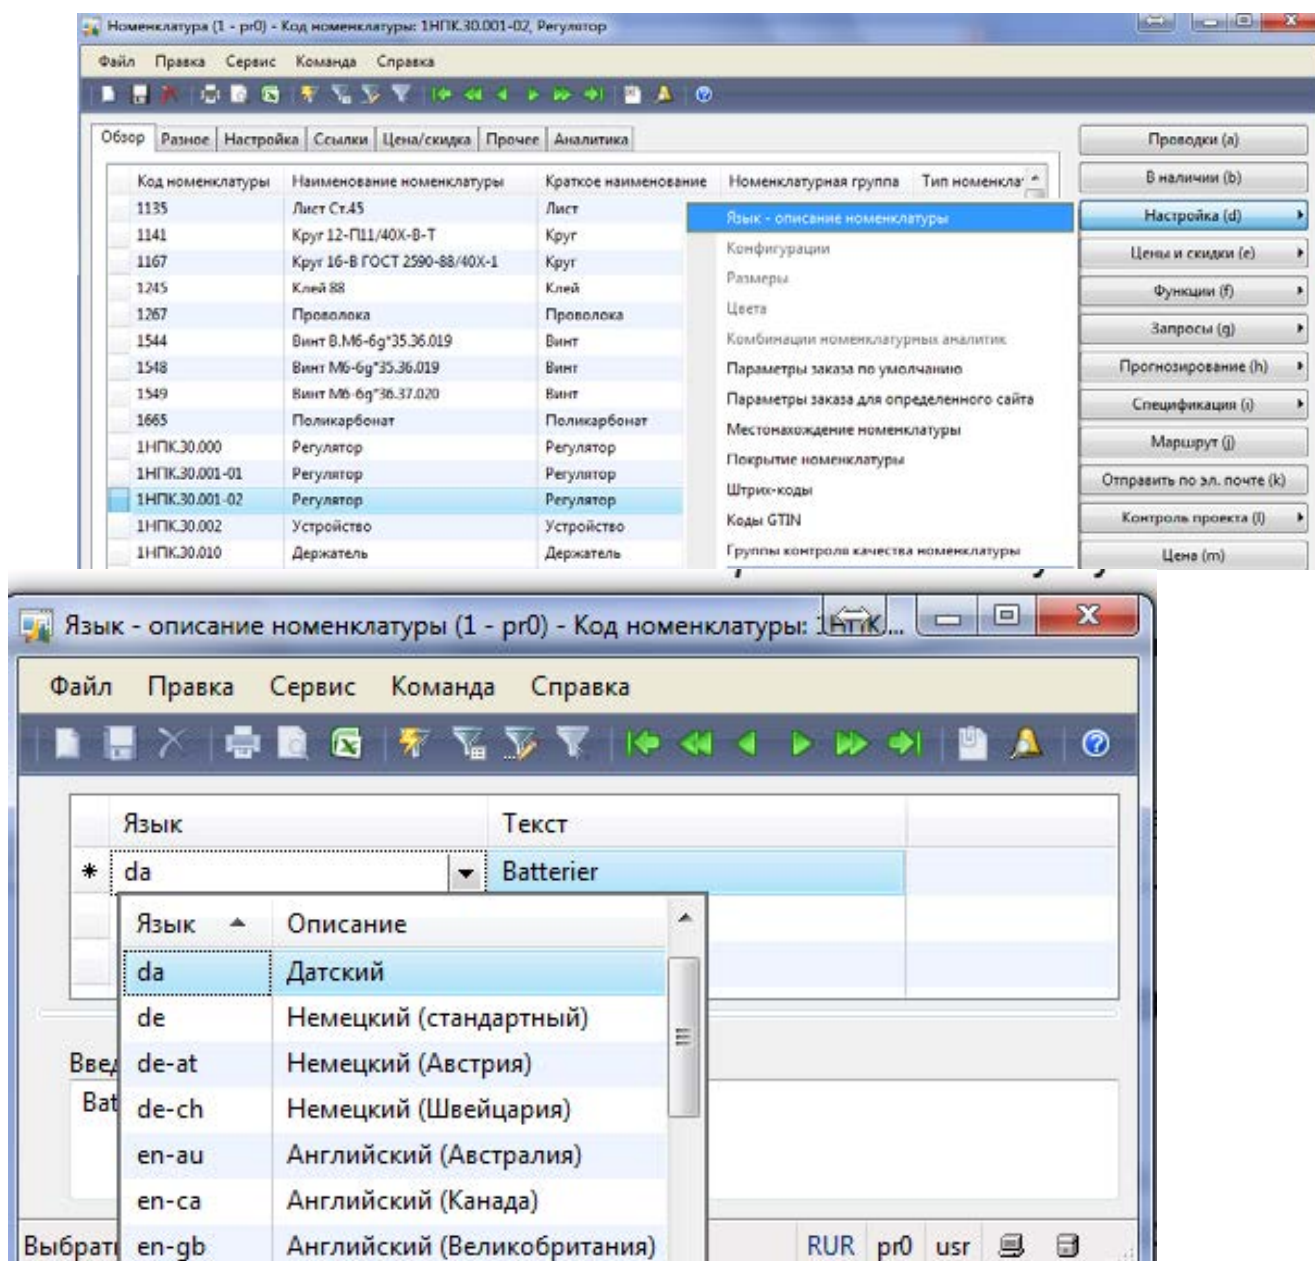 Номенклатура (1 - pr0) - Код номенклатуры: 1НПК.30.001-02, Регулятор
Файл Правка Сервис Команда Справка
Обзор Разное Настройка Ссылки Цена/скидка Прочее Аналитика
Код номенклатуры Наименование номенклатуры Краткое наименование Номенклатурная группа Тип номенкла
1135 Лист Ст.45 Лист
1141 Круг 12-П11/40Х-В-Т Круг
1167 Круг 16-В ГОСТ 2590-88/40Х-1 Круг
1245 Клей 88 Клей
1267 Проволока Проволока
1544 Винт В.М6-6g*35.36.019 Винт
1548 Винт М6-6g*35.36.019 Винт
1549 Винт М6-6g*36.37.020 Винт
1665 Поликарбонат Поликарбонат
1НПК.30.000 Регулятор Регулятор
1НПК.30.001-01 Регулятор Регулятор
1НПК.30.001-02 Регулятор Регулятор
1НПК.30.002 Устройство Устройство
1НПК.30.010 Держатель Держатель
Язык - описание номенклатуры
Конфигурации
Размеры
Цвета
Комбинации номенклатурных аналитик
Параметры заказа по умолчанию
Параметры заказа для определенного сайта
Местонахождение номенклатуры
Покрытие номенклатуры
Штрих-коды
Коды GTIN
Группы контроля качества номенклатуры
Проводки (a)
В наличии (b)
Настройка (d)
Цены и скидки (e)
Функции (f)
Запросы (g)
Прогнозирование (h)
Спецификация (i)
Маршрут (j)
Отправить по эл. почте (k)
Контроль проекта (l)
Цена (m)
Язык - описание номенклатуры (1 - pr0) - Код номенклатуры: 1НПК...
Файл Правка Сервис Команда Справка
Язык Текст
* da Batterier
Язык Описание
da Датский
de Немецкий (стандартный)
de-at Немецкий (Австрия)
de-ch Немецкий (Швейцария)
en-au Английский (Австралия)
en-ca Английский (Канада)
en-gb Английский (Великобритания)
Введ
Bat
Выбрать RUR pr0 usr